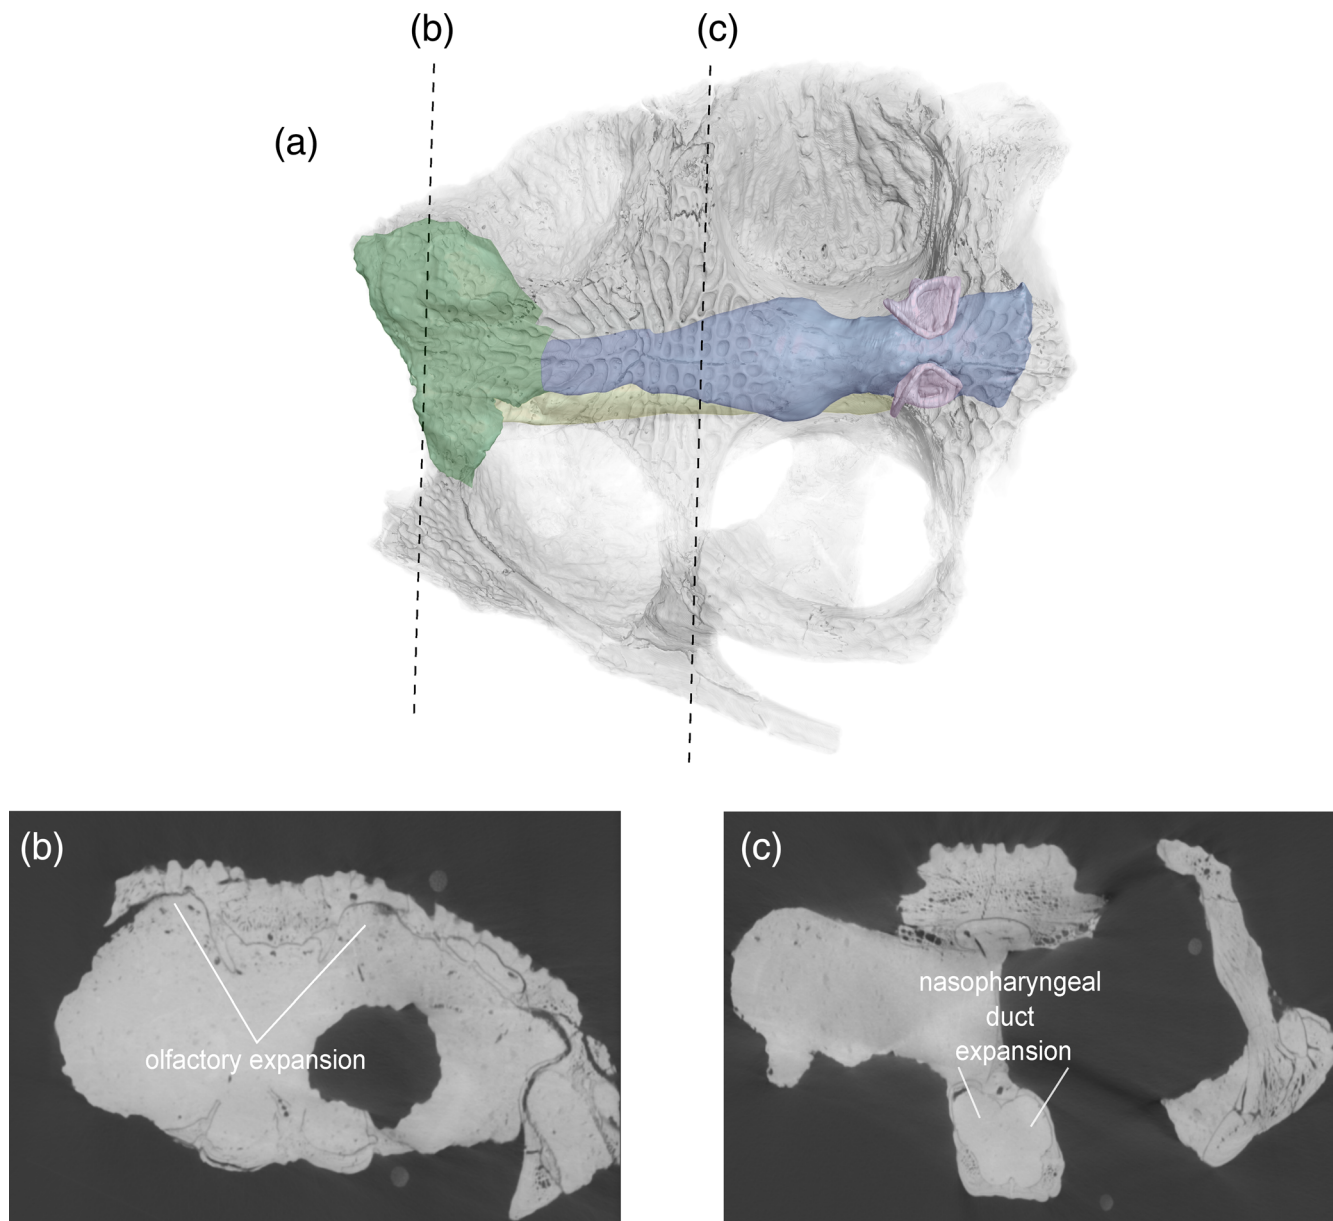 (b)
(c)
(a)
(b)
olfactory expansion
(c)
nasopharyngeal
duct
expansion